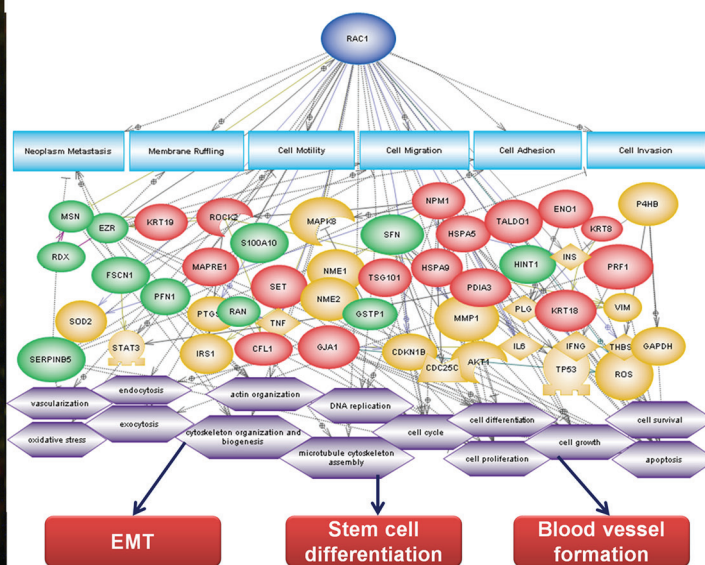 RAC1
Neoplasm Metastasis
Membrane Ruffling
Cell Motility
Cell Migration
Cell Adhesion
Cell Invasion
MSN
EZR
KRT19
ROCK2
S100A10
MAPK8
SFN
NPM1
HSPA5
TALDO1
ENO1
KRT8
P4HB
RDX
FSCN1
PFN1
MAPRE1
SET
NME1
NME2
TSG101
HSPA9
PDIA3
HINT1
INS
PRF1
SOD2
STAT3
RAN
TNF
GSTP1
MMP1
PLG
KRT18
VIM
SERPINB5
IRS1
CFL1
GJA1
CDKN1B
CDC25C
AKT1
IL6
IFNG
TP53
THBS
ROS
GAPDH
vascularization
endocytosis
actin organization
DNA replication
cell differentiation
cell survival
oxidative stress
exocytosis
cytoskeleton organization and
biogenesis
microtubule cytoskeleton
assembly
cell cycle
cell proliferation
cell growth
apoptosis
EMT
Stem cell
differentiation
Blood vessel
formation